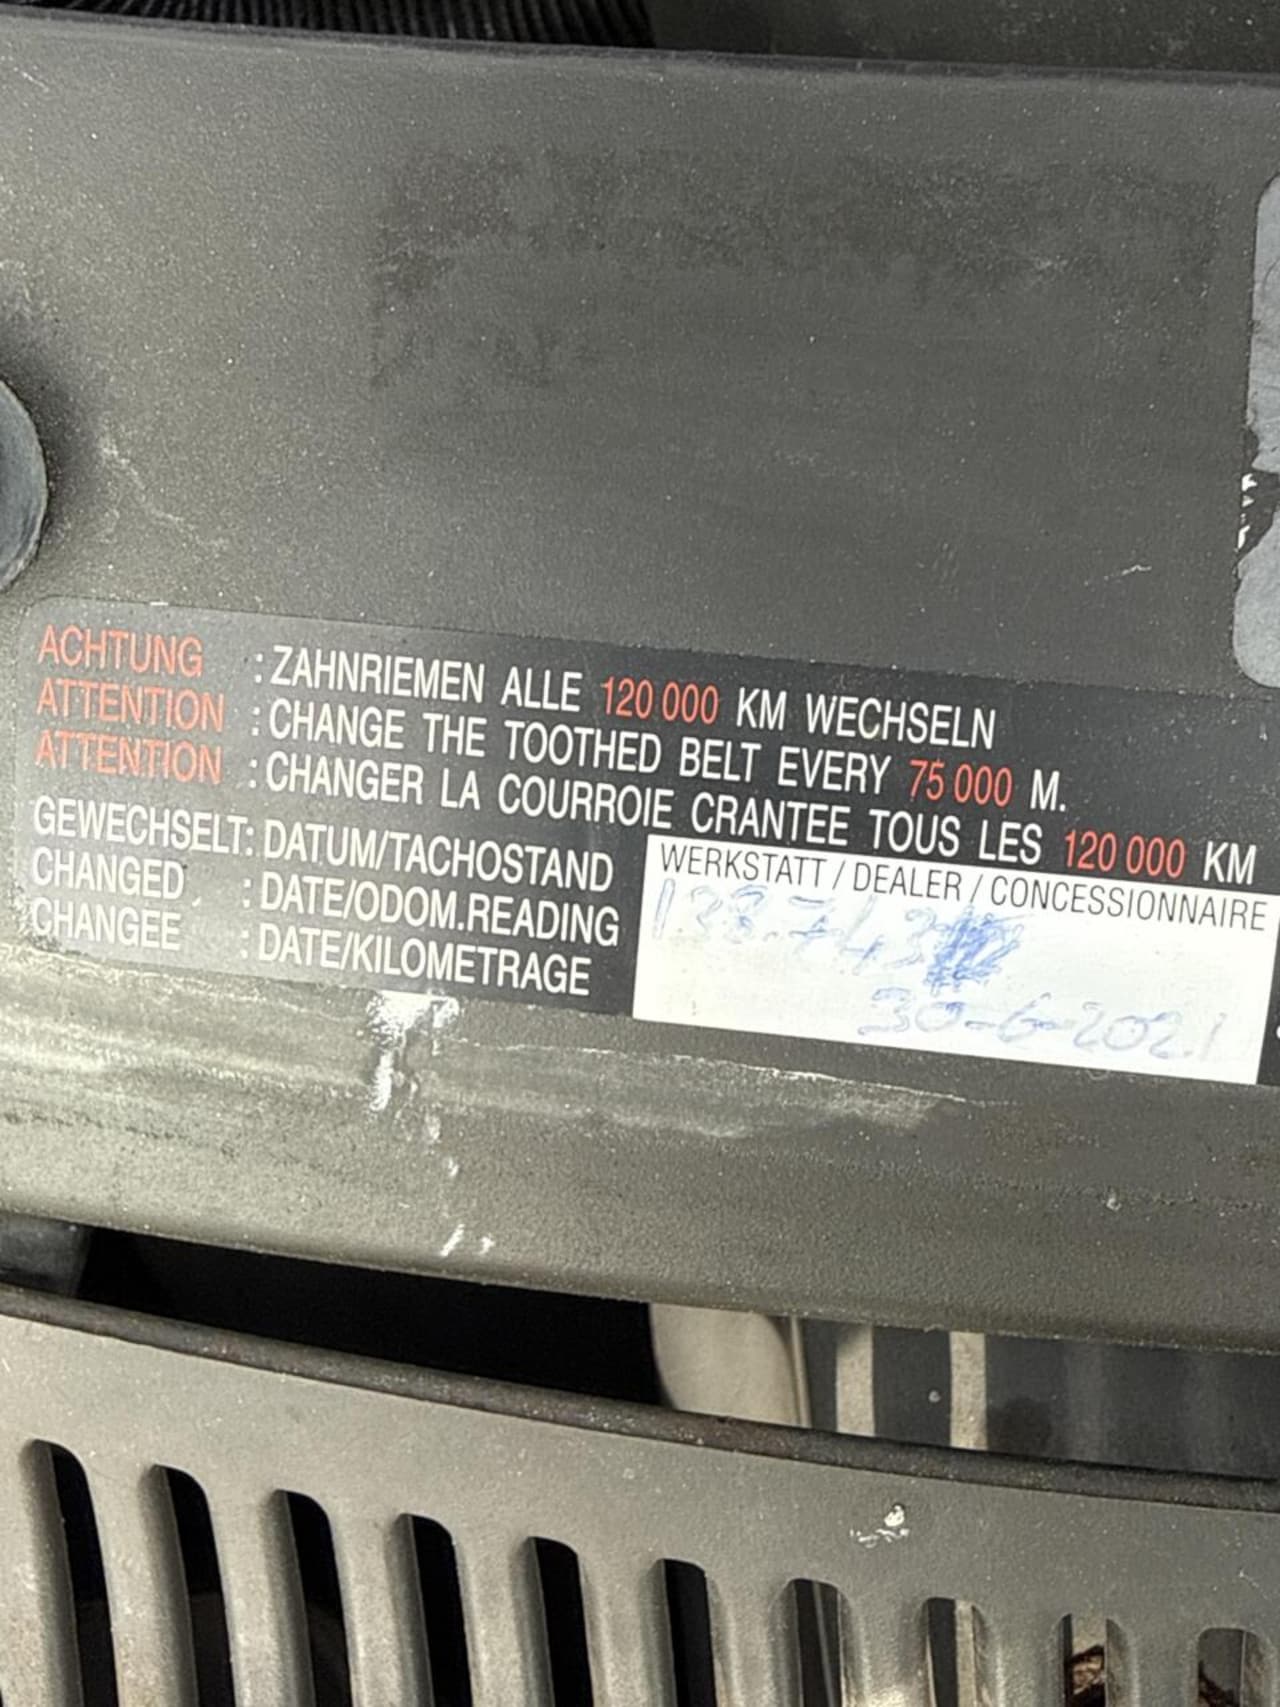 ACHTUNG : ZAHNRIEMEN ALLE 120 000 KM WECHSELN
ATTENTION : CHANGE THE TOOTHED BELT EVERY 75 000 M.
ATTENTION : CHANGER LA COURROIE CRANTEE TOUS LES 120 000 KM
GEWECHSELT: DATUM/TACHOSTAND
CHANGED : DATE/ODOM.READING
CHANGEE : DATE/KILOMETRAGE
WERKSTATT / DEALER / CONCESSIONNAIRE
138.743
30-6-2021